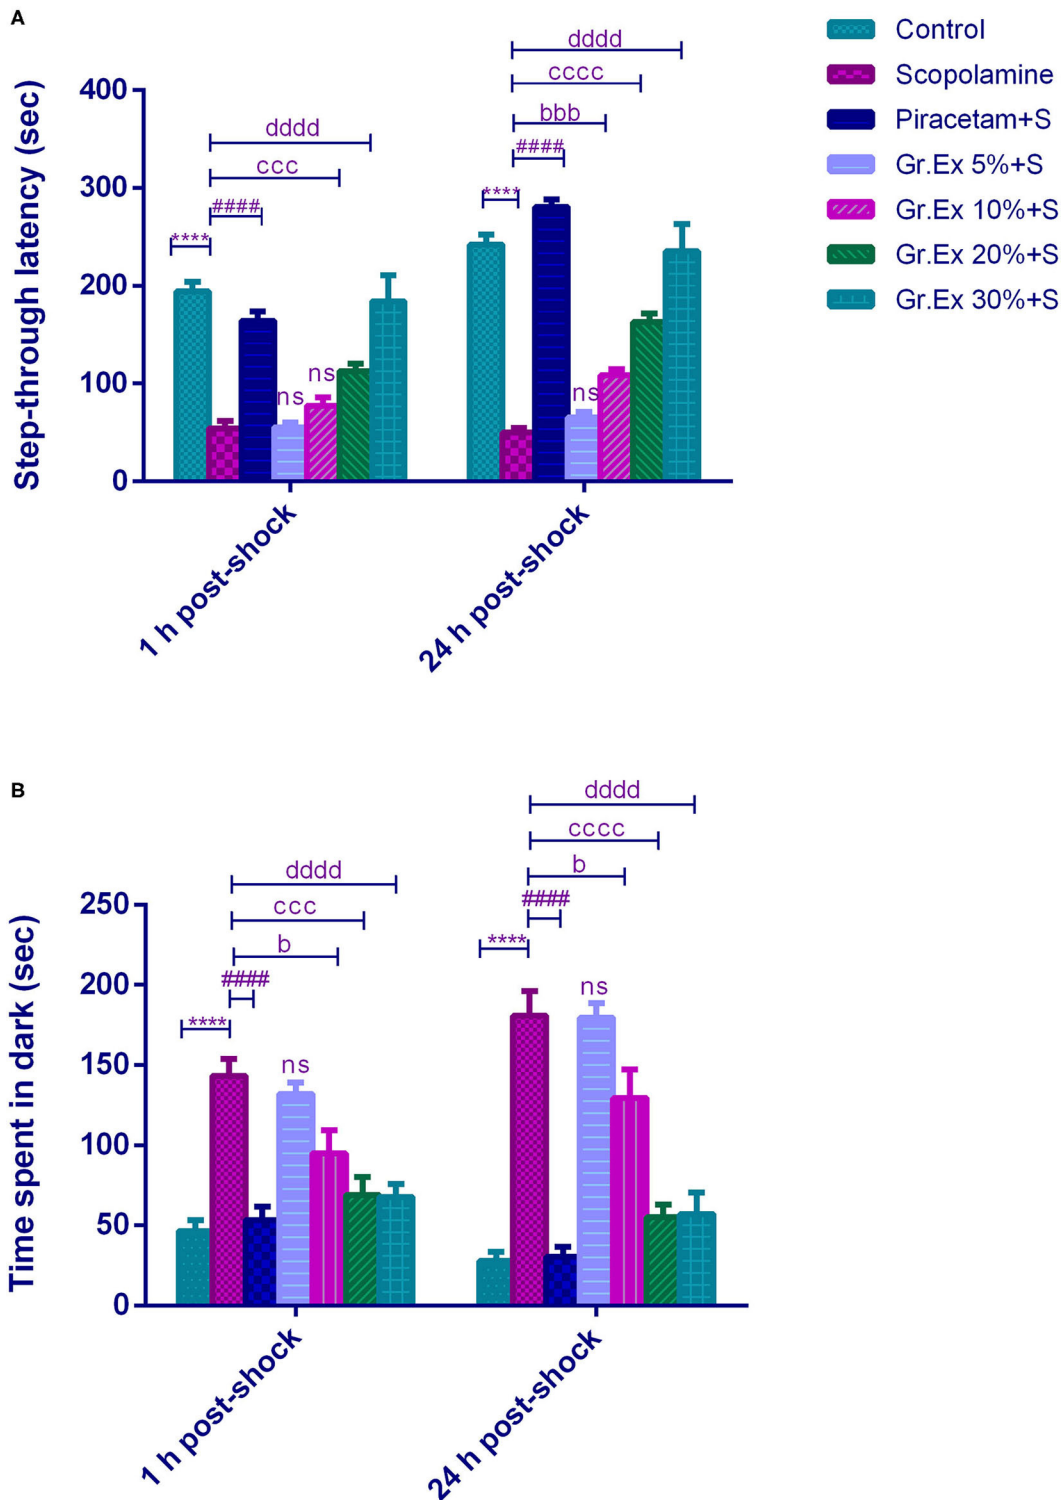 A
Control
Scopolamine
Piracetam+S
Gr.Ex 5%+S
Gr.Ex 10%+S
Gr.Ex 20%+S
Gr.Ex 30%+S
Step-through latency (sec)
400
300
200
100
0
dddd
ccc
####
****
ns
ns
dddd
cccc
bbb
####
****
ns
1 h post-shock
24 h post-shock
B
Time spent in dark (sec)
250
200
150
100
50
0
dddd
ccc
b
####
****
ns
dddd
cccc
b
####
****
ns
1 h post-shock
24 h post-shock